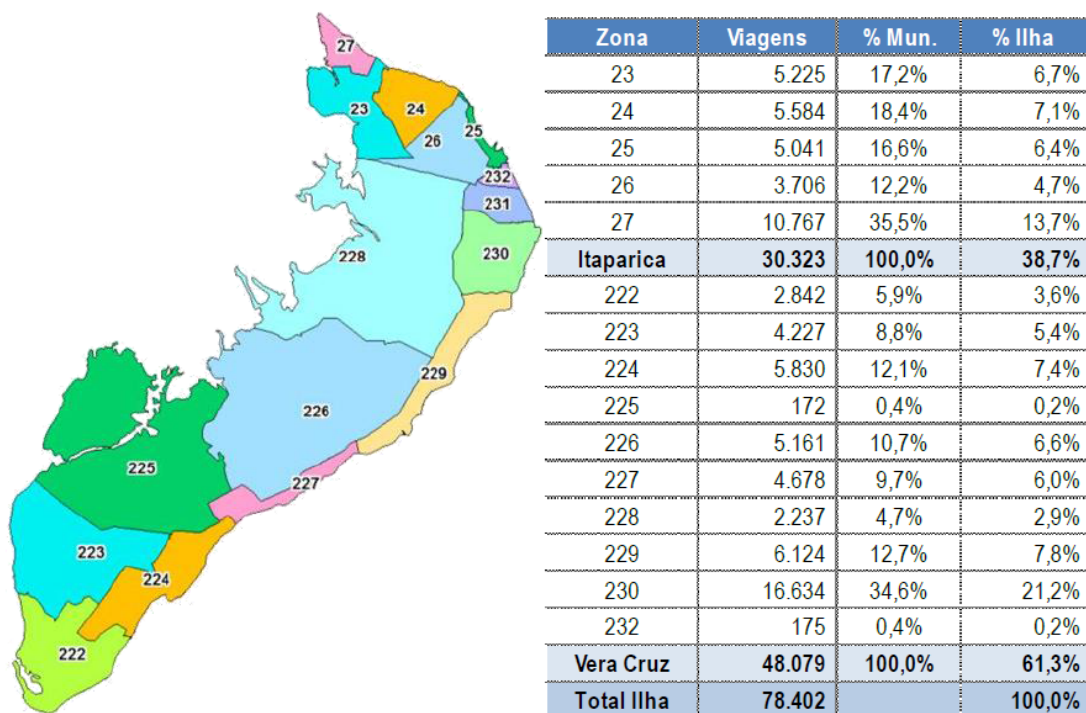 27
23
24
25
26
232
231
228
230
229
226
225
227
223
224
222
Zona Viagens % Mun. % Ilha
23 5.225 17,2% 6,7%
24 5.584 18,4% 7,1%
25 5.041 16,6% 6,4%
26 3.706 12,2% 4,7%
27 10.767 35,5% 13,7%
Itaparica 30.323 100,0% 38,7%
222 2.842 5,9% 3,6%
223 4.227 8,8% 5,4%
224 5.830 12,1% 7,4%
225 172 0,4% 0,2%
226 5.161 10,7% 6,6%
227 4.678 9,7% 6,0%
228 2.237 4,7% 2,9%
229 6.124 12,7% 7,8%
230 16.634 34,6% 21,2%
232 175 0,4% 0,2%
Vera Cruz 48.079 100,0% 61,3%
Total Ilha 78.402 100,0%